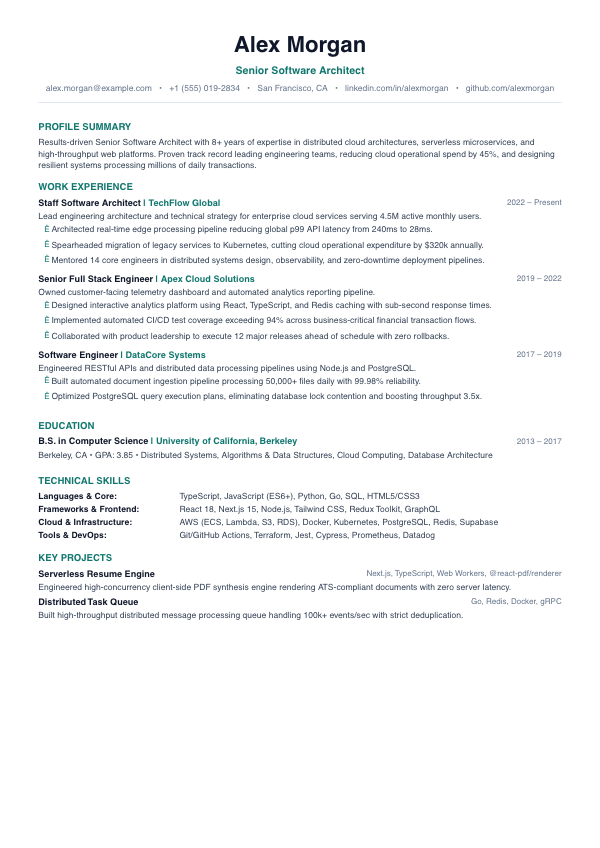 Alex Morgan
Senior Software Architect
alex.morgan@example.com • +1 (555) 019-2834 • San Francisco, CA • linkedin.com/in/alexmorgan • github.com/alexmorgan
PROFILE SUMMARY
Results-driven Senior Software Architect with 8+ years of expertise in distributed cloud architectures, serverless microservices, and
high-throughput web platforms. Proven track record leading engineering teams, reducing cloud operational spend by 45%, and designing
resilient systems processing millions of daily transactions.
WORK EXPERIENCE
Staff Software Architect | TechFlow Global 2022 – Present
Lead engineering architecture and technical strategy for enterprise cloud services serving 4.5M active monthly users.
Ê Architected real-time edge processing pipeline reducing global p99 API latency from 240ms to 28ms.
Ê Spearheaded migration of legacy services to Kubernetes, cutting cloud operational expenditure by $320k annually.
Ê Mentored 14 core engineers in distributed systems design, observability, and zero-downtime deployment pipelines.
Senior Full Stack Engineer | Apex Cloud Solutions 2019 – 2022
Owned customer-facing telemetry dashboard and automated analytics reporting pipeline.
Ê Designed interactive analytics platform using React, TypeScript, and Redis caching with sub-second response times.
Ê Implemented automated CI/CD test coverage exceeding 94% across business-critical financial transaction flows.
Ê Collaborated with product leadership to execute 12 major releases ahead of schedule with zero rollbacks.
Software Engineer | DataCore Systems 2017 – 2019
Engineered RESTful APIs and distributed data processing pipelines using Node.js and PostgreSQL.
Ê Built automated document ingestion pipeline processing 50,000+ files daily with 99.98% reliability.
Ê Optimized PostgreSQL query execution plans, eliminating database lock contention and boosting throughput 3.5x.
EDUCATION
B.S. in Computer Science | University of California, Berkeley 2013 – 2017
Berkeley, CA • GPA: 3.85 • Distributed Systems, Algorithms & Data Structures, Cloud Computing, Database Architecture
TECHNICAL SKILLS
Languages & Core: TypeScript, JavaScript (ES6+), Python, Go, SQL, HTML5/CSS3
Frameworks & Frontend: React 18, Next.js 15, Node.js, Tailwind CSS, Redux Toolkit, GraphQL
Cloud & Infrastructure: AWS (ECS, Lambda, S3, RDS), Docker, Kubernetes, PostgreSQL, Redis, Supabase
Tools & DevOps: Git/GitHub Actions, Terraform, Jest, Cypress, Prometheus, Datadog
KEY PROJECTS
Serverless Resume Engine Next.js, TypeScript, Web Workers, @react-pdf/renderer
Engineered high-concurrency client-side PDF synthesis engine rendering ATS-compliant documents with zero server latency.
Distributed Task Queue Go, Redis, Docker, gRPC
Built high-throughput distributed message processing queue handling 100k+ events/sec with strict deduplication.